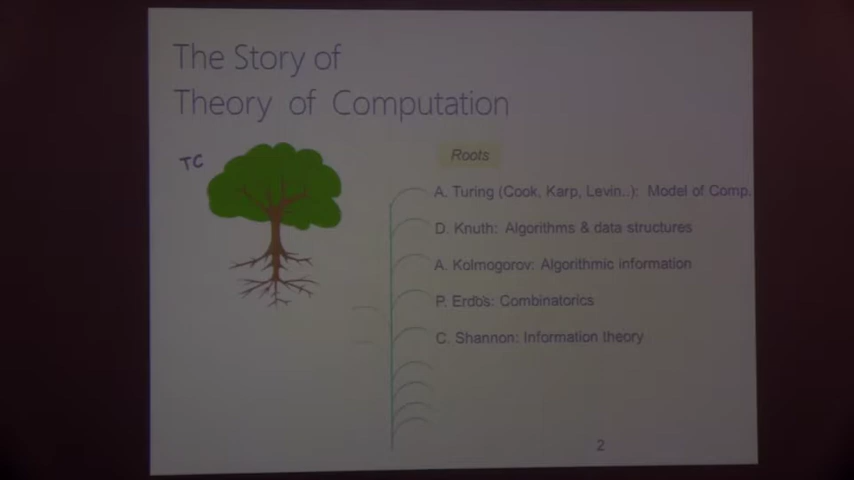 The Story of
Theory of Computation
TC
Roots
A. Turing (Cook, Karp, Levin..): Model of Comp.
D. Knuth: Algorithms & data structures
A. Kolmogorov: Algorithmic information
P. Erdős: Combinatorics
C. Shannon: Information theory
2